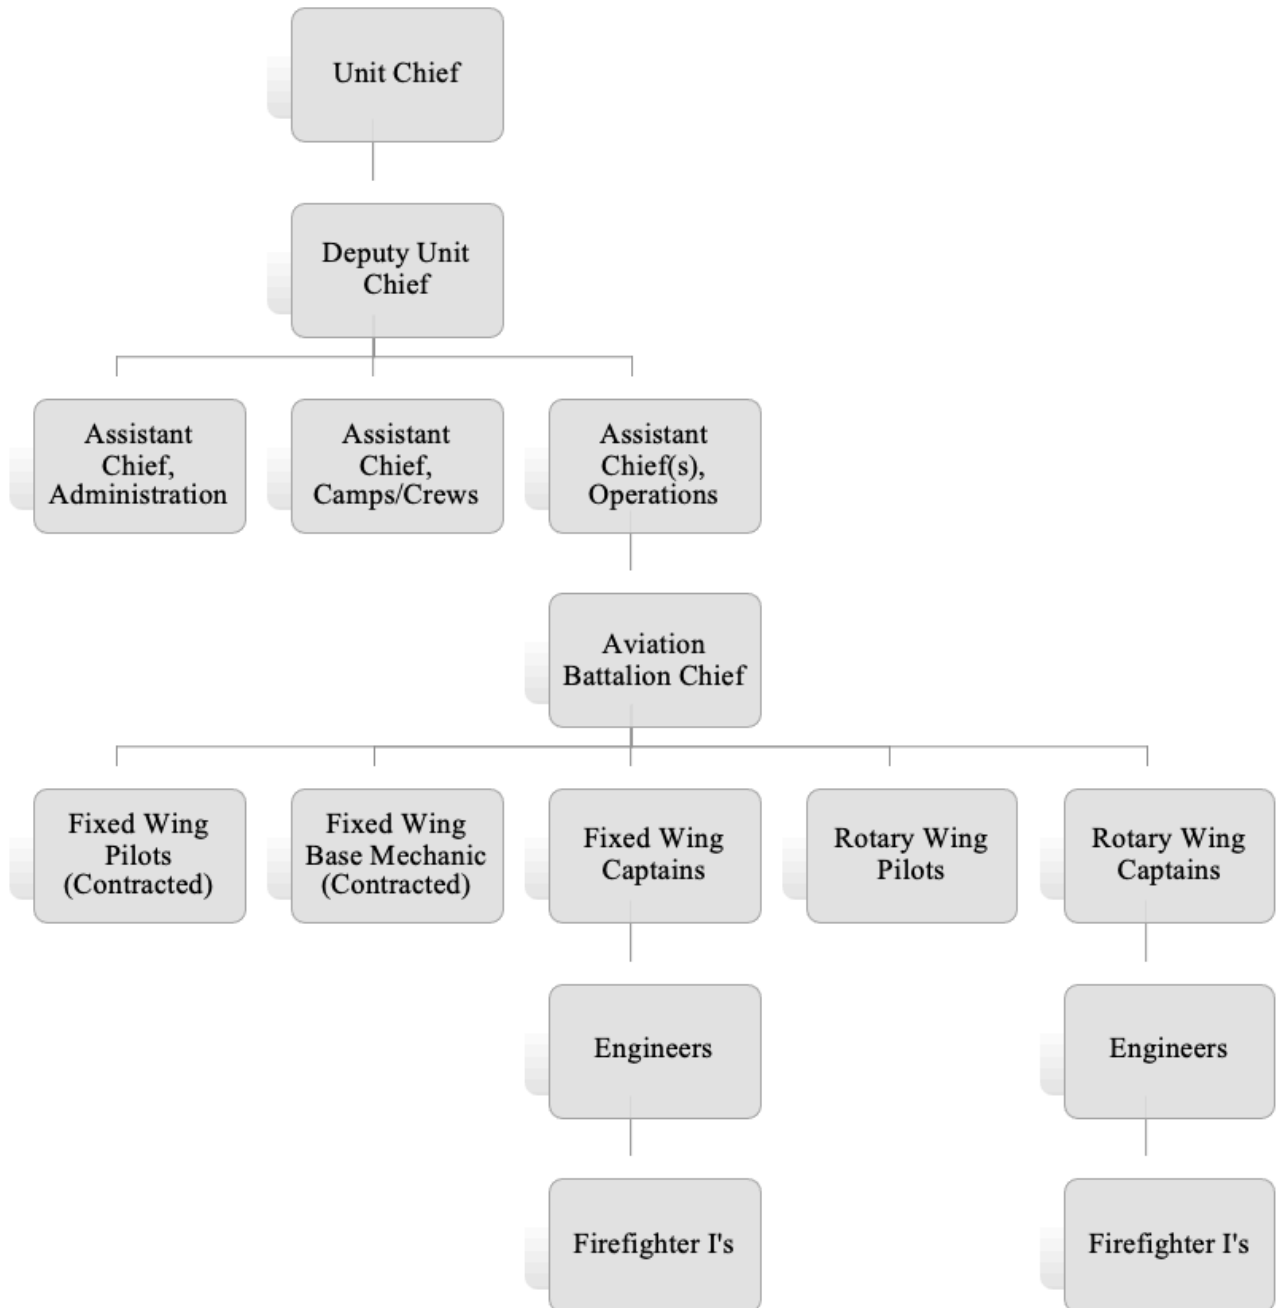 Unit Chief
Deputy Unit
Chief
Assistant
Chief,
Administration
Assistant
Chief,
Camps/Crews
Assistant
Chief(s),
Operations
Aviation
Battalion Chief
Fixed Wing
Pilots
(Contracted)
Fixed Wing
Base Mechanic
(Contracted)
Fixed Wing
Captains
Rotary Wing
Pilots
Rotary Wing
Captains
Engineers
Engineers
Firefighter I's
Firefighter I's